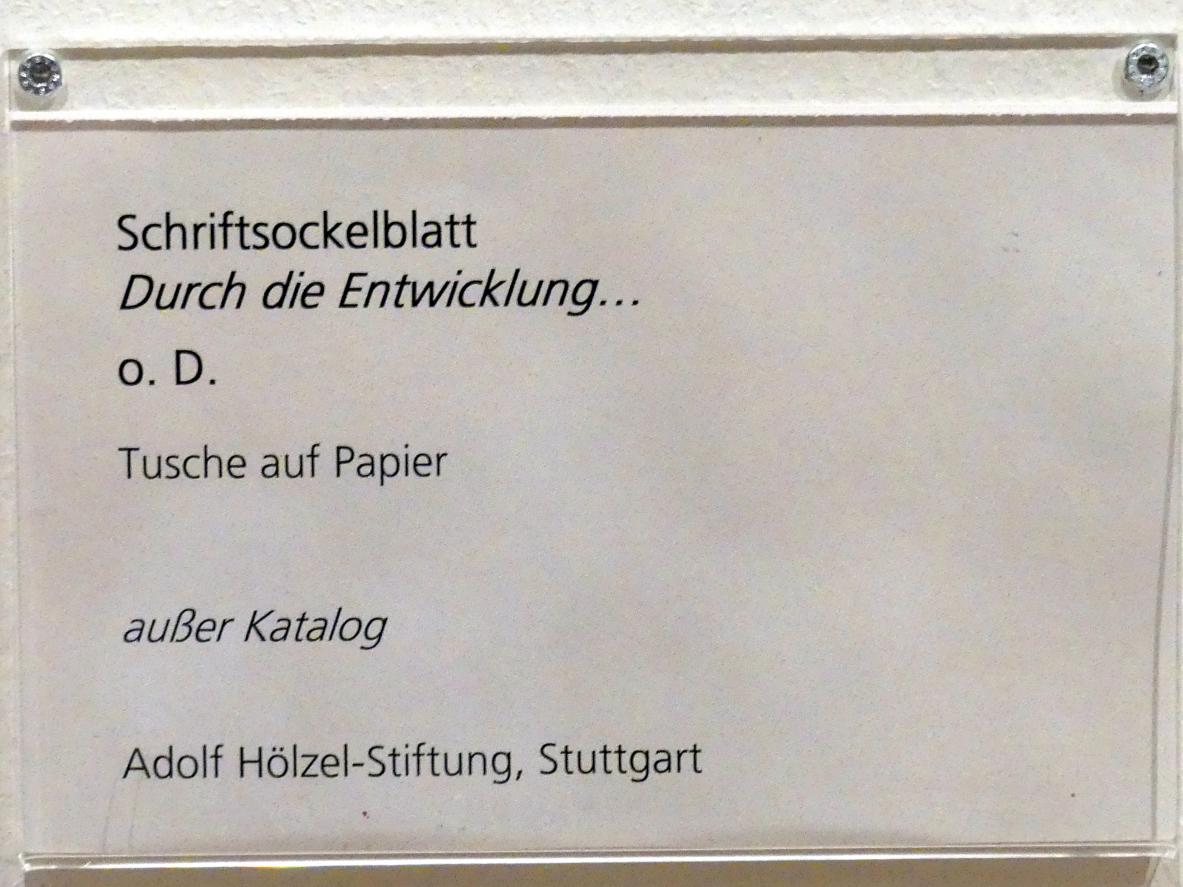 Schriftsockelblatt
Durch die Entwicklung…
o. D.
Tusche auf Papier
außer Katalog
Adolf Hölzel-Stiftung, Stuttgart